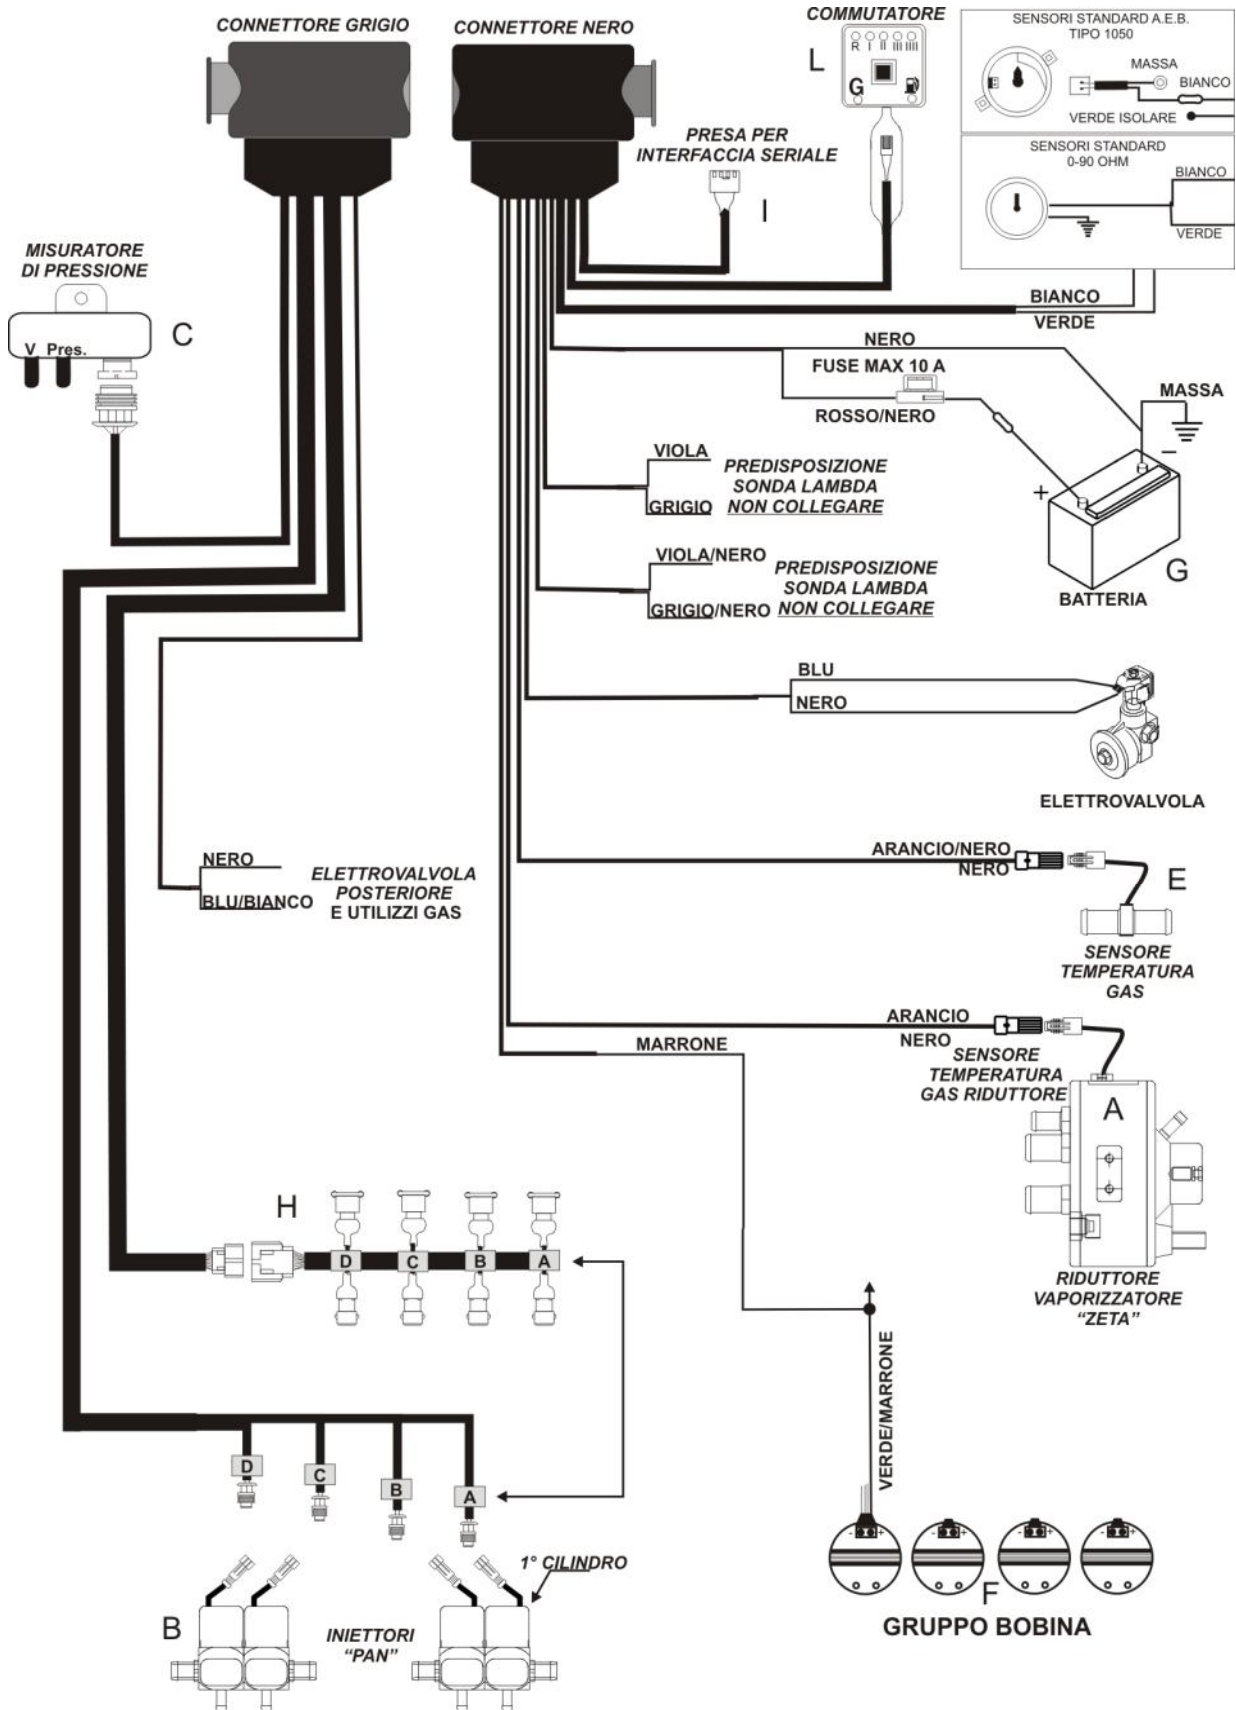 CONNETTORE GRIGIO
CONNETTORE NERO
COMMUTATORE
L
R I II III IIII
G
SENSORI STANDARD A.E.B.
TIPO 1050
MASSA
BIANCO
VERDE ISOLARE
SENSORI STANDARD
0-90 OHM
BIANCO
VERDE
PRESA PER
INTERFACCIA SERIALE
I
MISURATORE
DI PRESSIONE
V Pres.
C
BIANCO
VERDE
NERO
FUSE MAX 10 A
ROSSO/NERO
MASSA
+
−
G
BATTERIA
VIOLA
GRIGIO
PREDISPOSIZIONE
SONDA LAMBDA
NON COLLEGARE
VIOLA/NERO
GRIGIO/NERO
PREDISPOSIZIONE
SONDA LAMBDA
NON COLLEGARE
BLU
NERO
ELETTROVALVOLA
NERO
BLU/BIANCO
ELETTROVALVOLA
POSTERIORE
E UTILIZZI GAS
ARANCIO/NERO
NERO
E
SENSORE
TEMPERATURA
GAS
ARANCIO
NERO
MARRONE
SENSORE
TEMPERATURA
GAS RIDUTTORE
A
RIDUTTORE
VAPORIZZATORE
“ZETA”
H
D C B A
VERDE/MARRONE
D
C
B
A
1° CILINDRO
B
INIETTORI
“PAN”
- +
- +
- +
- +
F
GRUPPO BOBINA